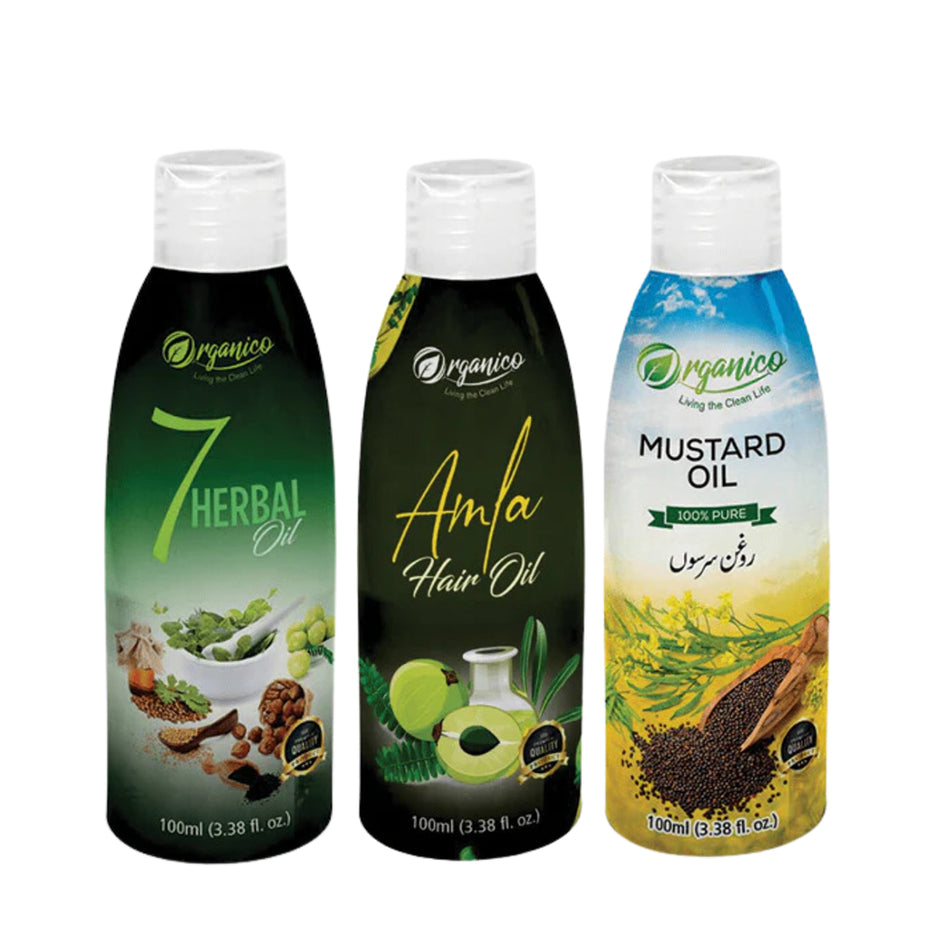 Organico
Living the Clean Life
7
HERBAL
Oil
QUALITY
100ml (3.38 fl. oz.)
Organico
Living the Clean Life
Amla
Hair Oil
QUALITY
100ml (3.38 fl. oz.)
Organico
Living the Clean Life
MUSTARD
OIL
100% PURE
روغن سرسوں
QUALITY
100ml (3.38 fl. oz.)